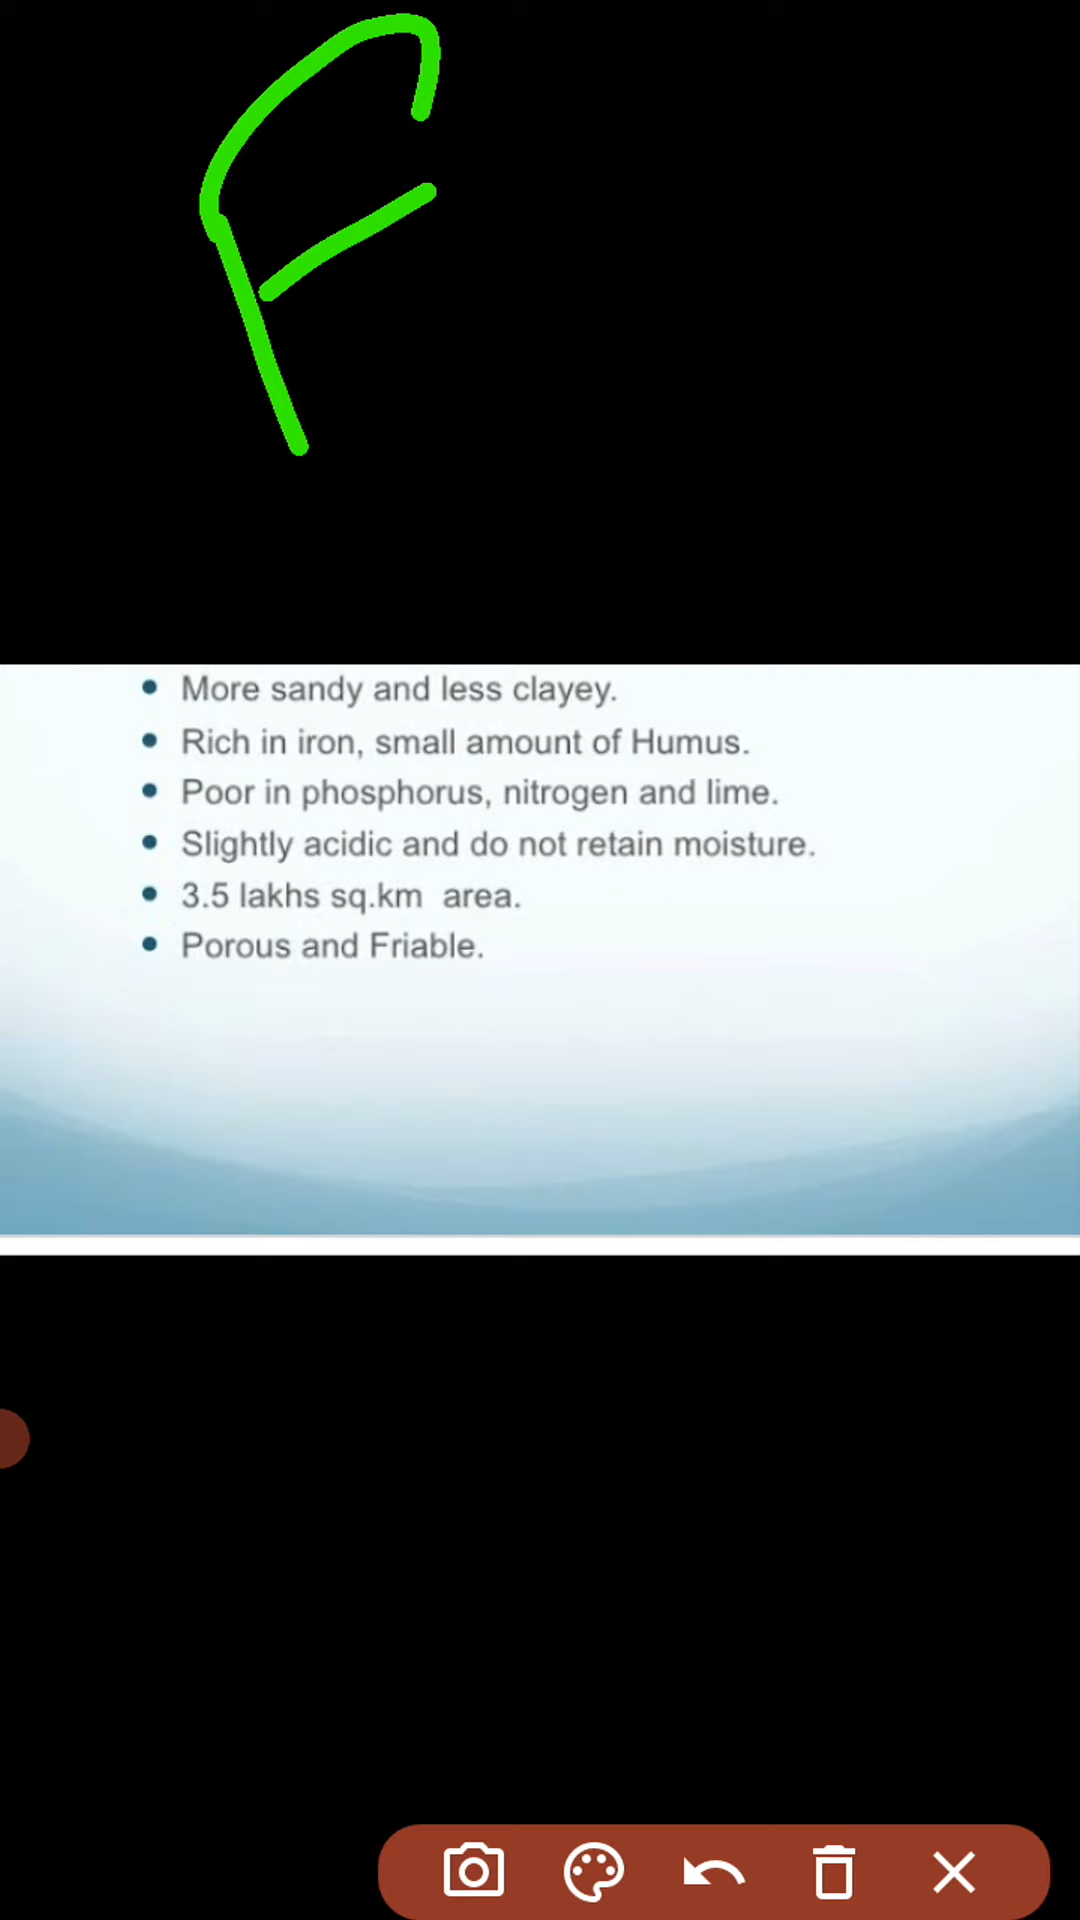 F
More sandy and less clayey.
Rich in iron, small amount of Humus.
Poor in phosphorus, nitrogen and lime.
Slightly acidic and do not retain moisture.
3.5 lakhs sq.km area.
Porous and Friable.